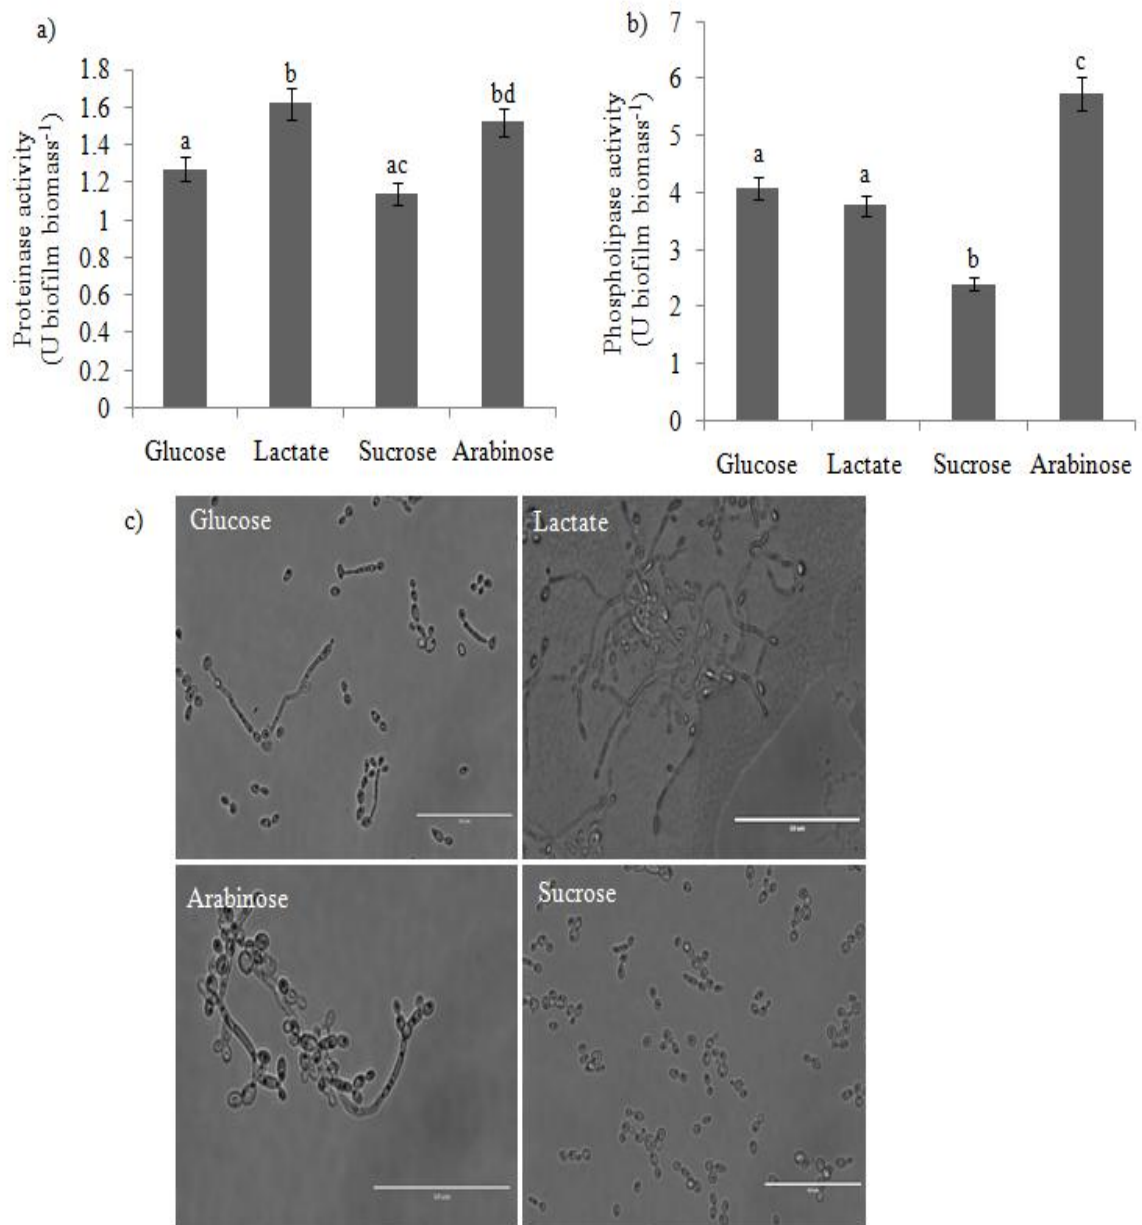 a)
Proteinase activity
(U biofilm biomass⁻¹)
1.8
1.6
1.4
1.2
1
0.8
0.6
0.4
0.2
0
a
b
ac
bd
Glucose Lactate Sucrose Arabinose
b)
Phospholipase activity
(U biofilm biomass⁻¹)
7
6
5
4
3
2
1
0
a
a
b
c
Glucose Lactate Sucrose Arabinose
c)
Glucose
Lactate
Arabinose
Sucrose